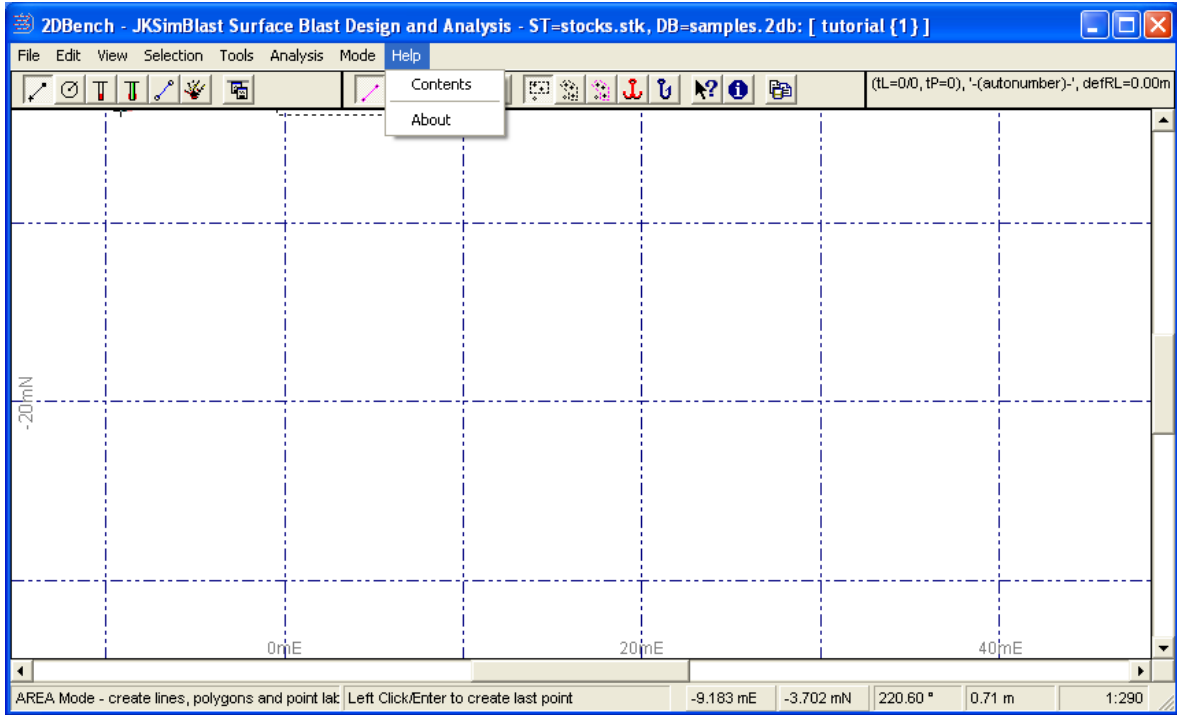 2DBench - JKSimBlast Surface Blast Design and Analysis - ST=stocks.stk, DB=samples.2db: [ tutorial {1} ]
File Edit View Selection Tools Analysis Mode Help
Contents
About
(tL=0/0, tP=0), '-(autonumber)-', defRL=0.00m
-20mN
0mE 20mE 40mE
AREA Mode - create lines, polygons and point lab Left Click/Enter to create last point -9.183 mE -3.702 mN 220.60 ° 0.71 m 1:290